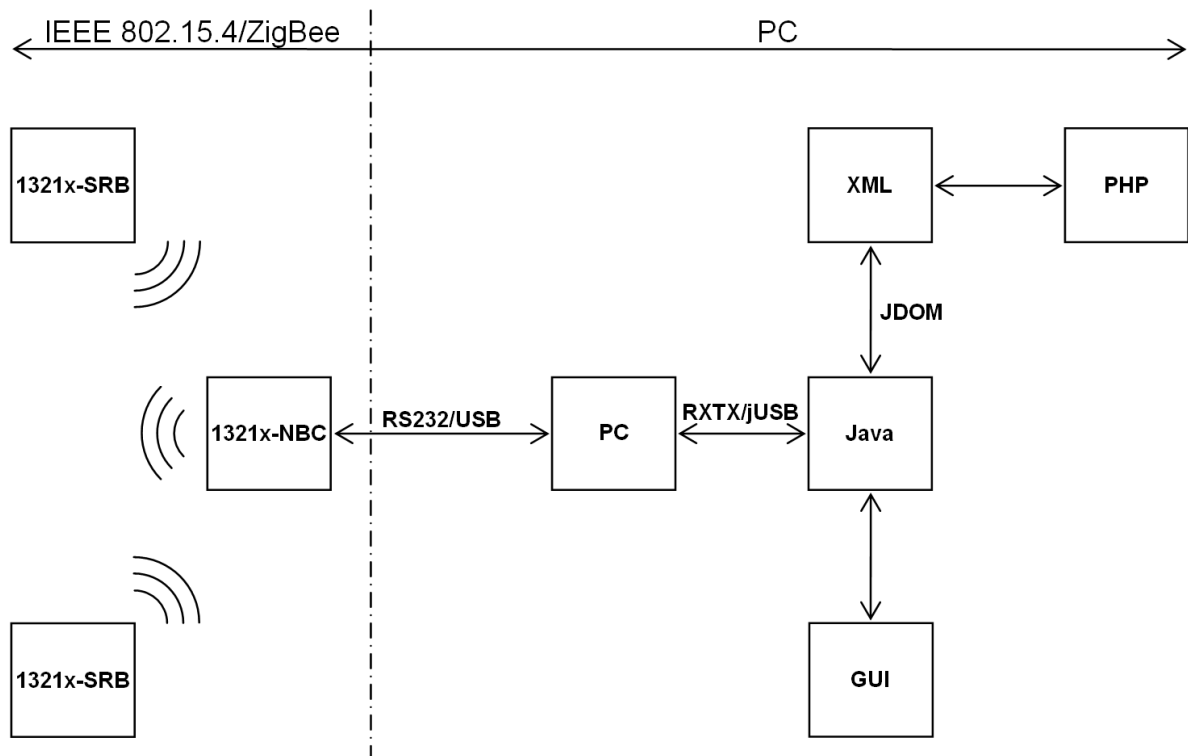 IEEE 802.15.4/ZigBee
PC
1321x-SRB
XML
PHP
JDOM
1321x-NBC
RS232/USB
PC
RXTX/jUSB
Java
1321x-SRB
GUI